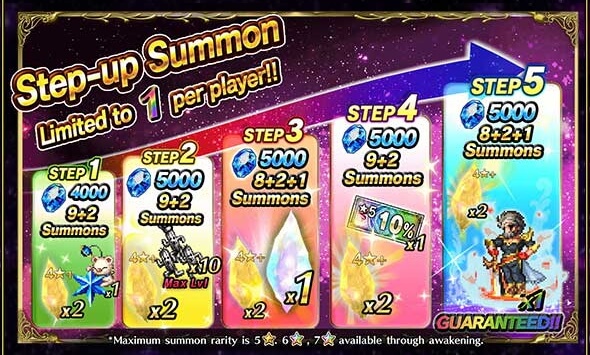 Step-up Summon
Limited to 1 per player!!
STEP 1
4000
9+2
Summons
4☆+
x2
x1
STEP 2
5000
9+2
Summons
4☆+
x10
Max Lvl
x2
STEP 3
5000
8+2+1
Summons
4☆+
x2
x1
STEP 4
5000
9+2
Summons
4☆+
★5
10%
x1
x2
STEP 5
5000
8+2+1
Summons
4☆+
x2
x1
GUARANTEED!!
*Maximum summon rarity is 5☆. 6☆, 7☆ available through awakening.